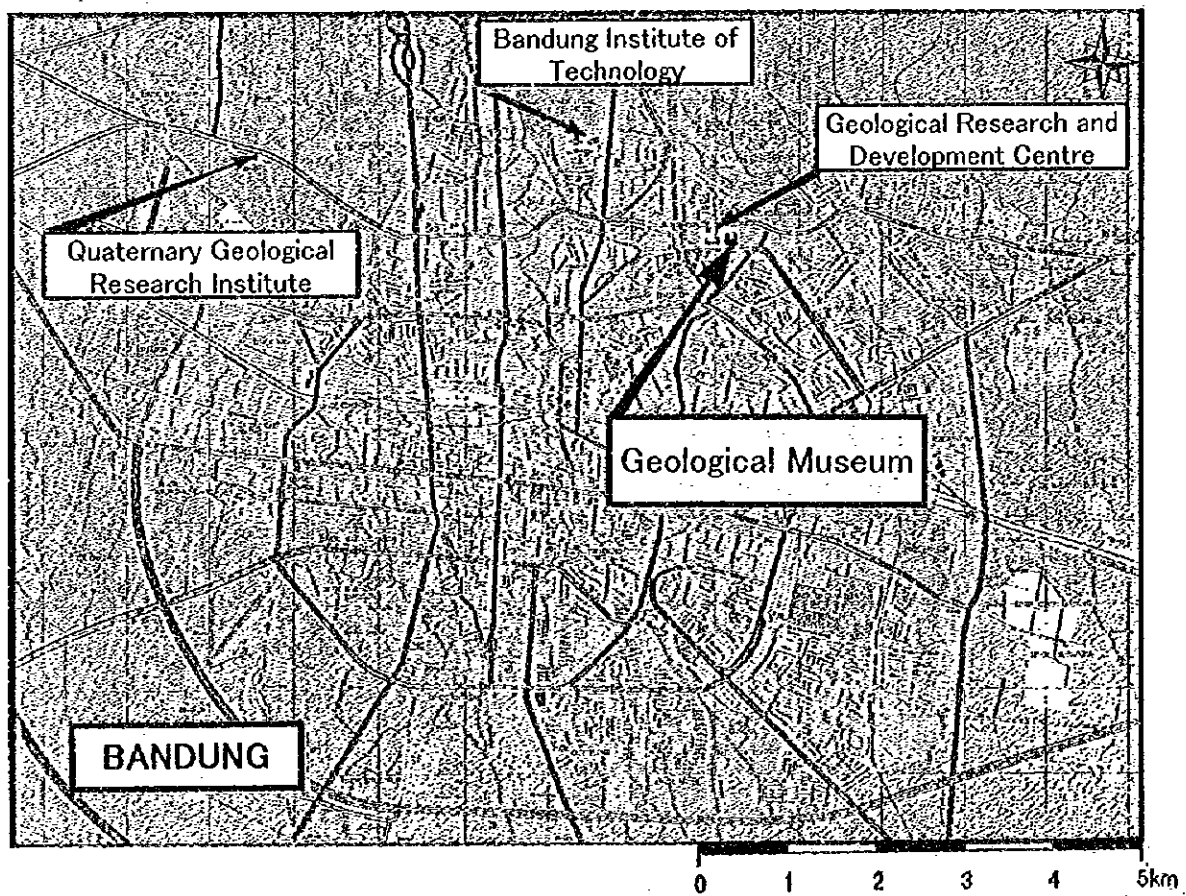 Bandung Institute of
Technology
Geological Research and
Development Centre
Quaternary Geological
Research Institute
Geological Museum
BANDUNG
0 1 2 3 4 5km